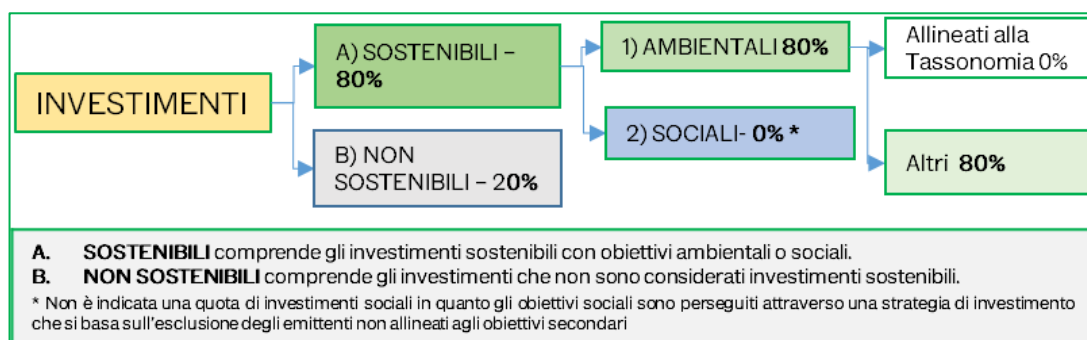 INVESTIMENTI
A) SOSTENIBILI –
80%
B) NON
SOSTENIBILI – 20%
1) AMBIENTALI 80%
2) SOCIALI- 0% *
Allineati alla
Tassonomia 0%
Altri 80%
A. SOSTENIBILI comprende gli investimenti sostenibili con obiettivi ambientali o sociali.
B. NON SOSTENIBILI comprende gli investimenti che non sono considerati investimenti sostenibili.
* Non è indicata una quota di investimenti sociali in quanto gli obiettivi sociali sono perseguiti attraverso una strategia di investimento
che si basa sull'esclusione degli emittenti non allineati agli obiettivi secondari